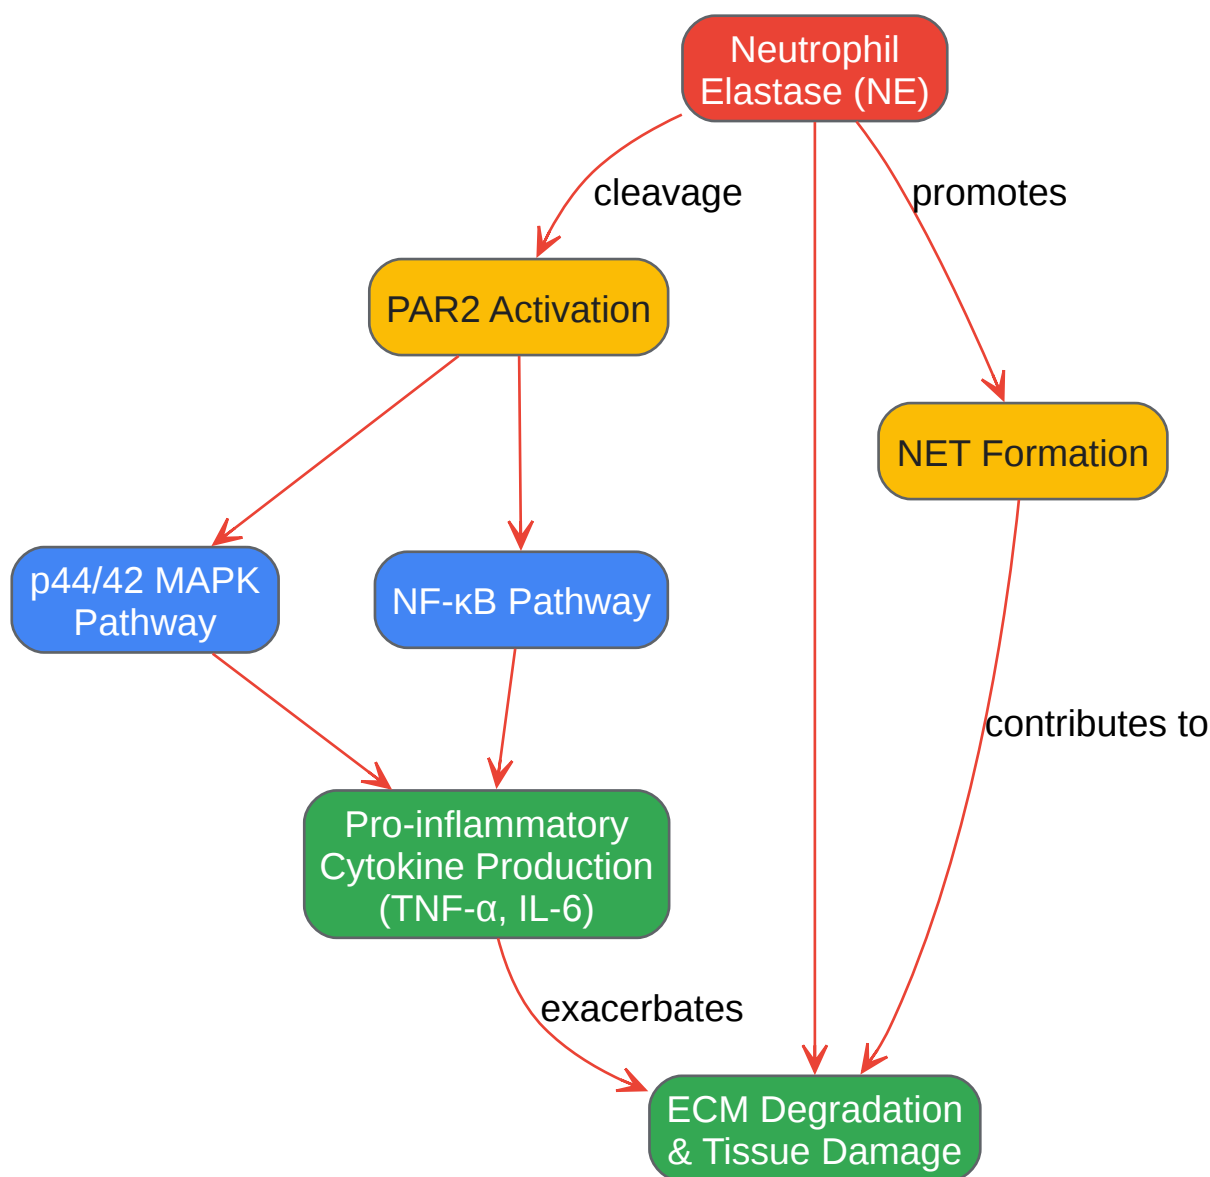 Neutrophil
Elastase (NE)
cleavage
promotes
PAR2 Activation
NET Formation
p44/42 MAPK
Pathway
NF-κB Pathway
contributes to
Pro-inflammatory
Cytokine Production
(TNF-α, IL-6)
exacerbates
ECM Degradation
& Tissue Damage